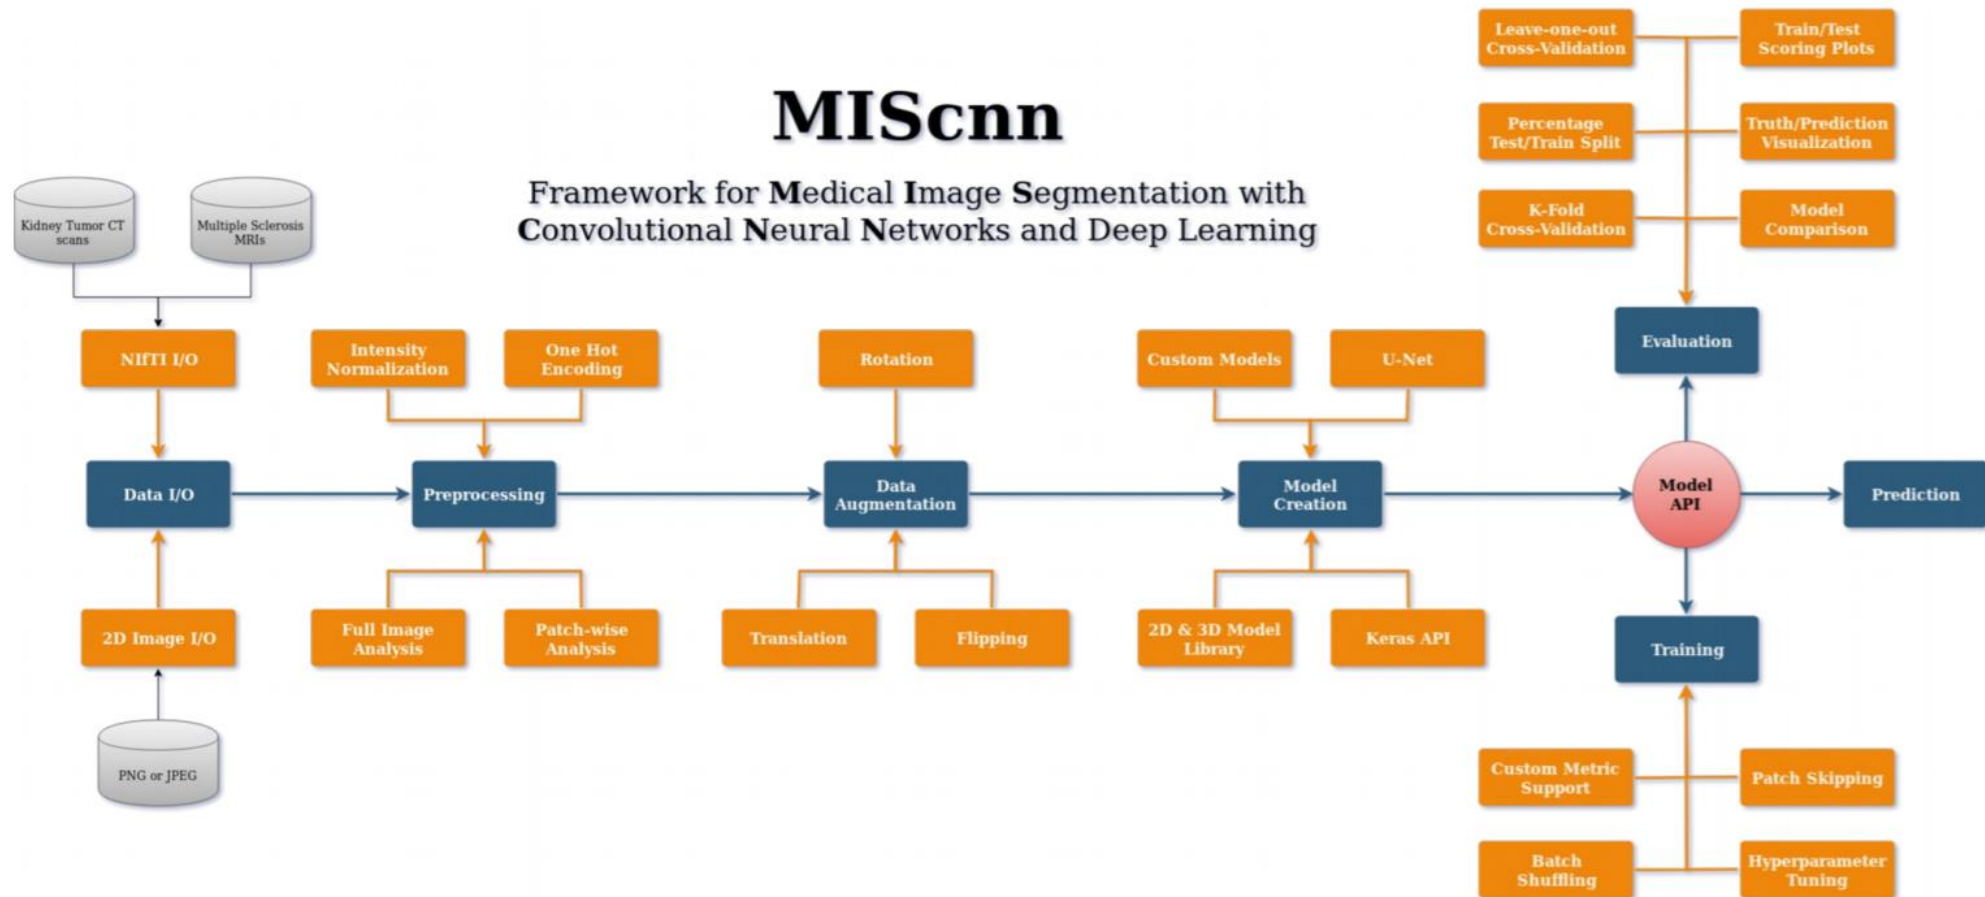 Leave-one-out
Cross-Validation
Train/Test
Scoring Plots
MIScnn
Percentage
Test/Train Split
Truth/Prediction
Visualization
Framework for Medical Image Segmentation with
Convolutional Neural Networks and Deep Learning
Kidney Tumor CT
scans
Multiple Sclerosis
MRIs
K-Fold
Cross-Validation
Model
Comparison
NIfTI I/O
Intensity
Normalization
One Hot
Encoding
Rotation
Custom Models
U-Net
Evaluation
Data I/O
Preprocessing
Data
Augmentation
Model
Creation
Model
API
Prediction
2D Image I/O
Full Image
Analysis
Patch-wise
Analysis
Translation
Flipping
2D & 3D Model
Library
Keras API
Training
PNG or JPEG
Custom Metric
Support
Patch Skipping
Batch
Shuffling
Hyperparameter
Tuning